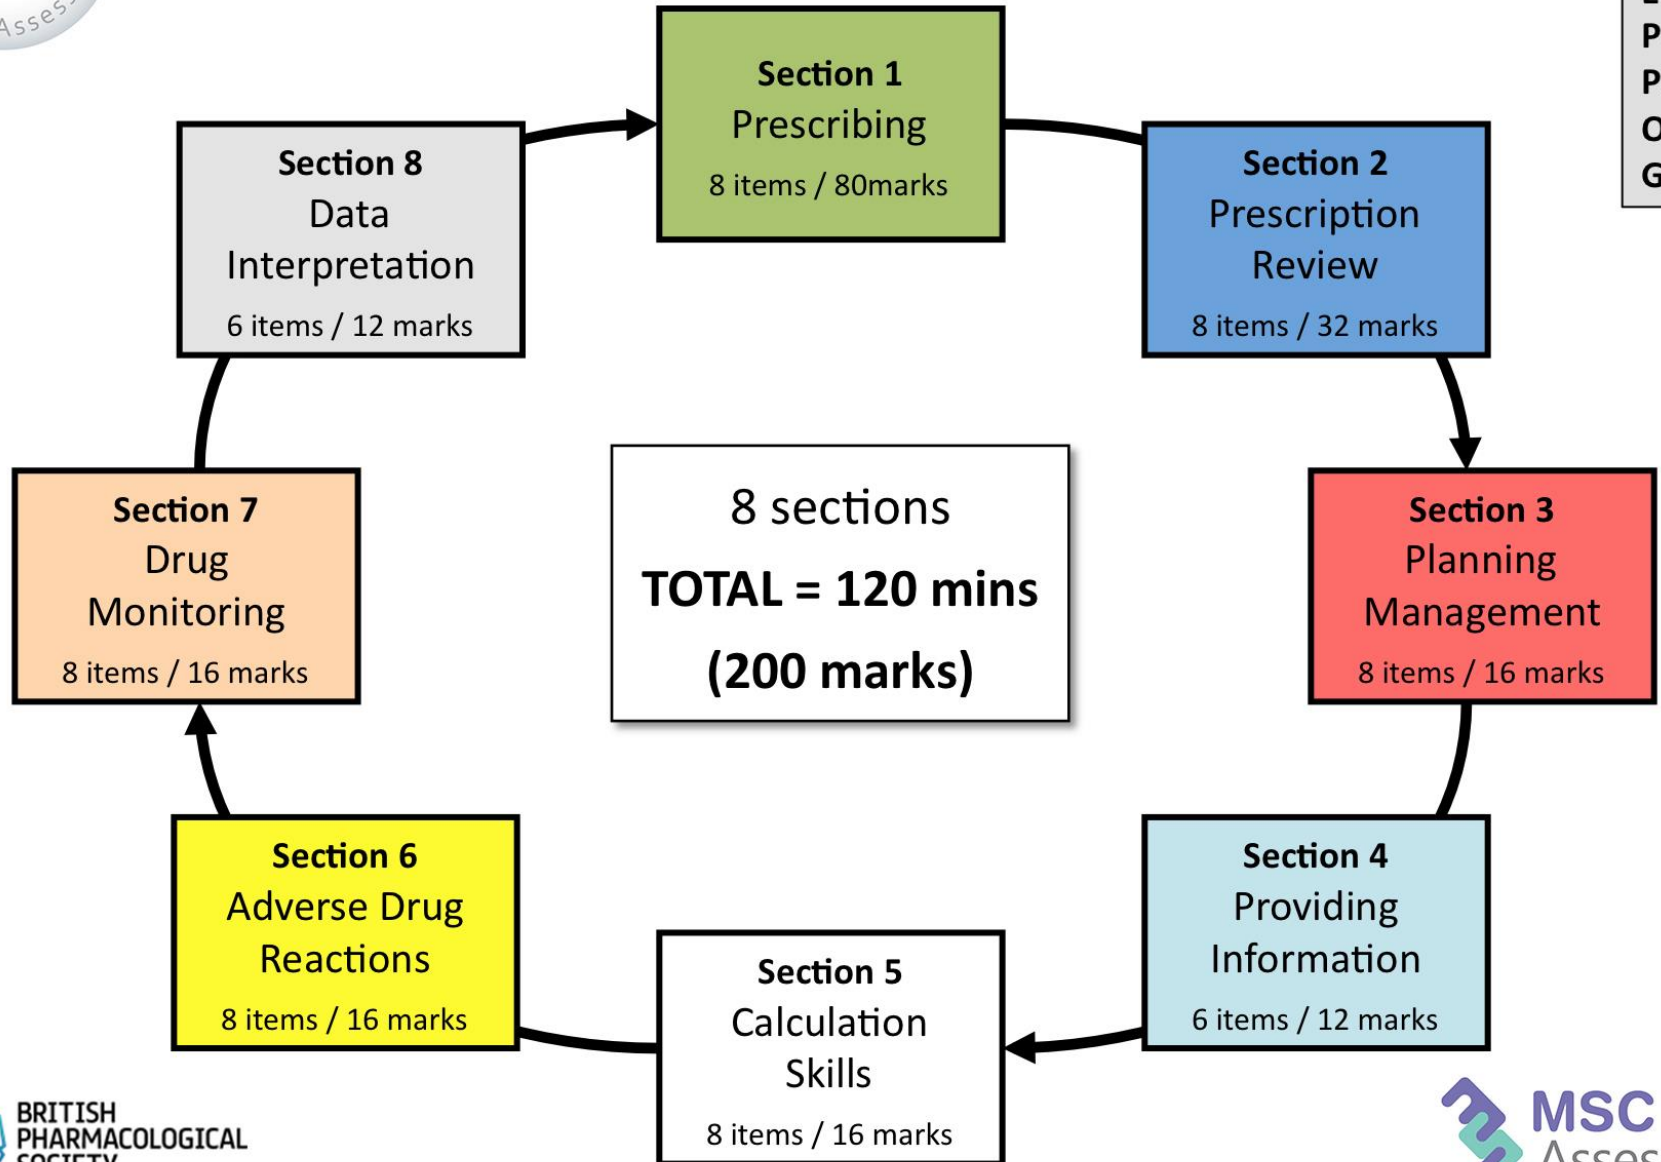 Assess
Section 1
Prescribing
8 items / 80marks
Section 2
Prescription
Review
8 items / 32 marks
Section 3
Planning
Management
8 items / 16 marks
Section 4
Providing
Information
6 items / 12 marks
Section 5
Calculation
Skills
8 items / 16 marks
Section 6
Adverse Drug
Reactions
8 items / 16 marks
Section 7
Drug
Monitoring
8 items / 16 marks
Section 8
Data
Interpretation
6 items / 12 marks
8 sections
TOTAL = 120 mins
(200 marks)
P
P
O
G
BRITISH
PHARMACOLOGICAL
SOCIETY
MSC
Asses